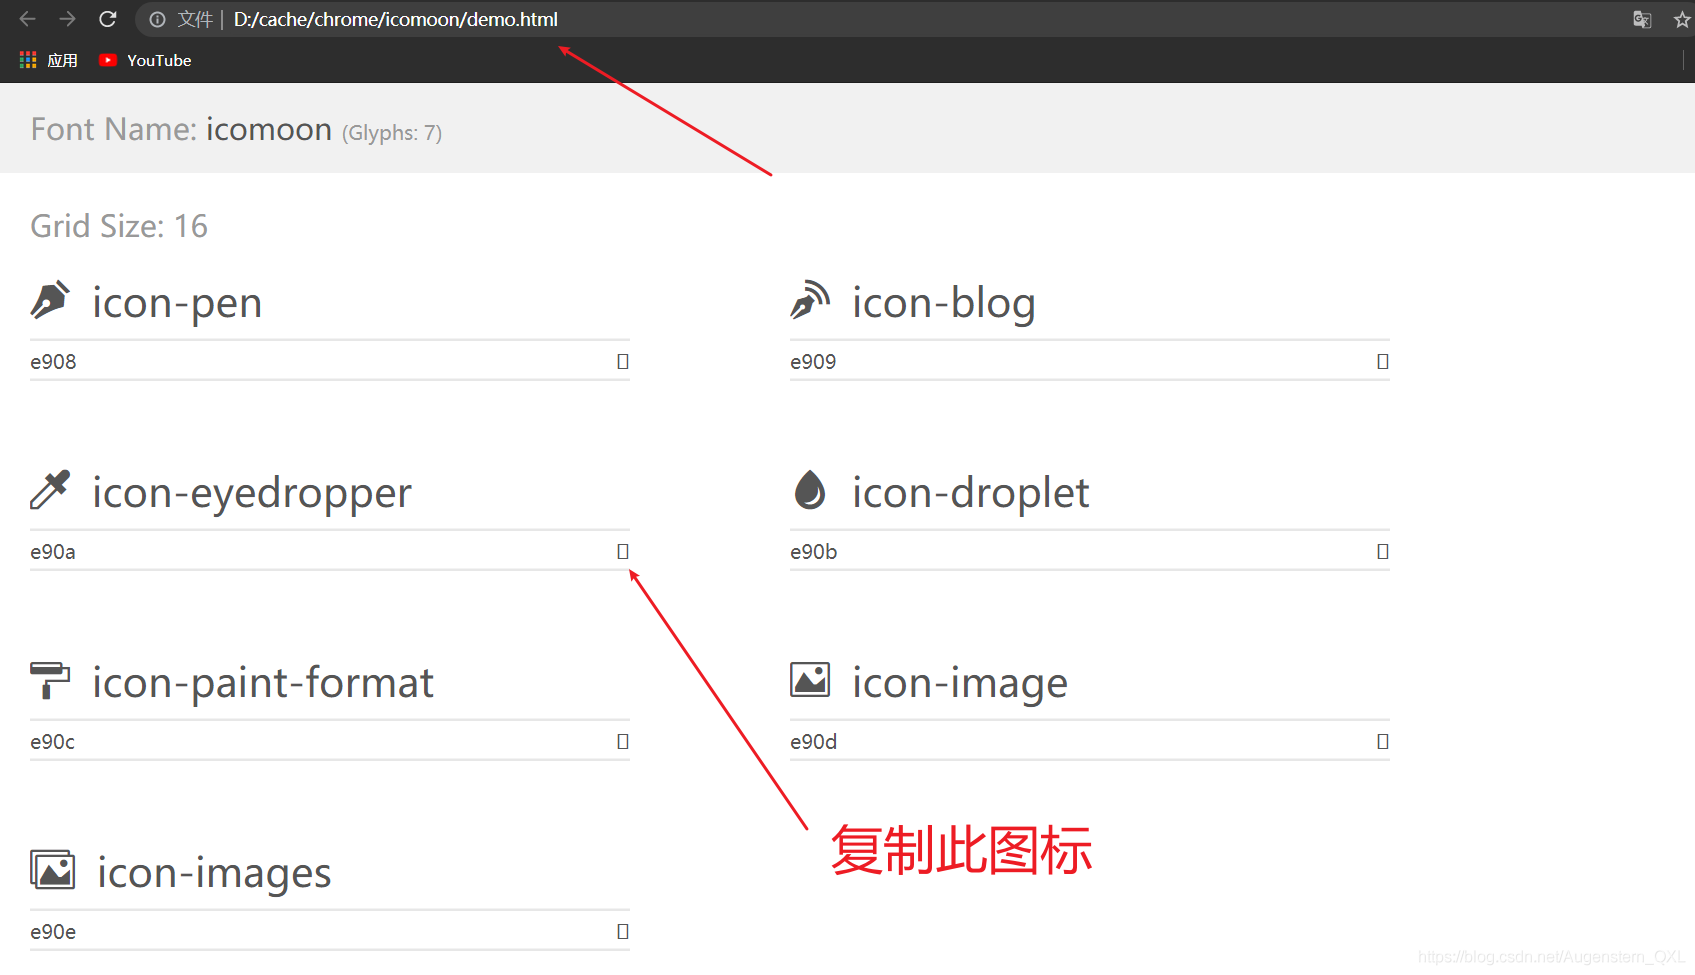 文件 | D:/cache/chrome/icomoon/demo.html
应用 YouTube
Font Name: icomoon (Glyphs: 7)
Grid Size: 16
icon-pen
e908
icon-blog
e909
icon-eyedropper
e90a
icon-droplet
e90b
icon-paint-format
e90c
icon-image
e90d
复制此图标
icon-images
e90e
https://blog.csdn.net/Augenstern_QXL